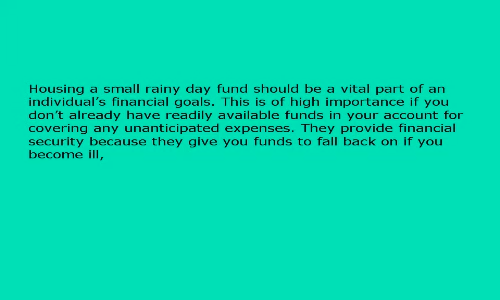 Housing a small rainy day fund should be a vital part of an
individual's financial goals. This is of high importance if you
don't already have readily available funds in your account for
covering any unanticipated expenses. They provide financial
security because they give you funds to fall back on if you
become ill,